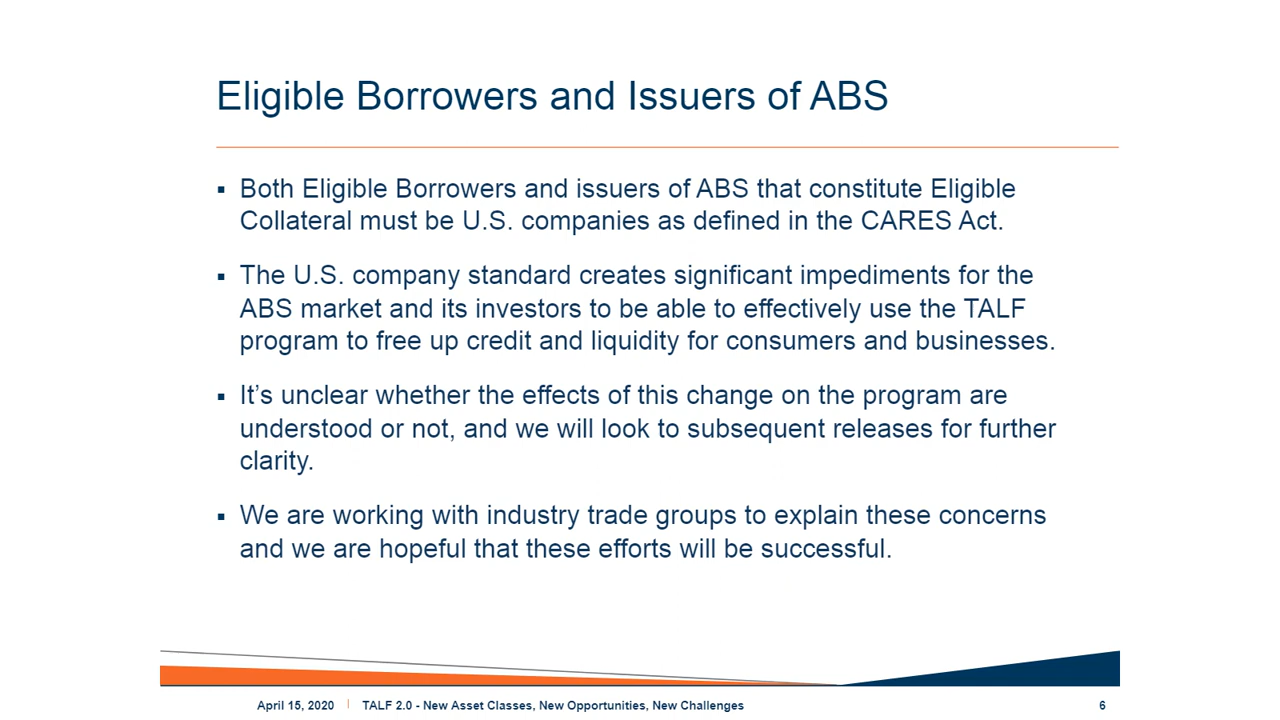 Eligible Borrowers and Issuers of ABS
▪ Both Eligible Borrowers and issuers of ABS that constitute Eligible
Collateral must be U.S. companies as defined in the CARES Act.
▪ The U.S. company standard creates significant impediments for the
ABS market and its investors to be able to effectively use the TALF
program to free up credit and liquidity for consumers and businesses.
▪ It’s unclear whether the effects of this change on the program are
understood or not, and we will look to subsequent releases for further
clarity.
▪ We are working with industry trade groups to explain these concerns
and we are hopeful that these efforts will be successful.
April 15, 2020 | TALF 2.0 - New Asset Classes, New Opportunities, New Challenges 6